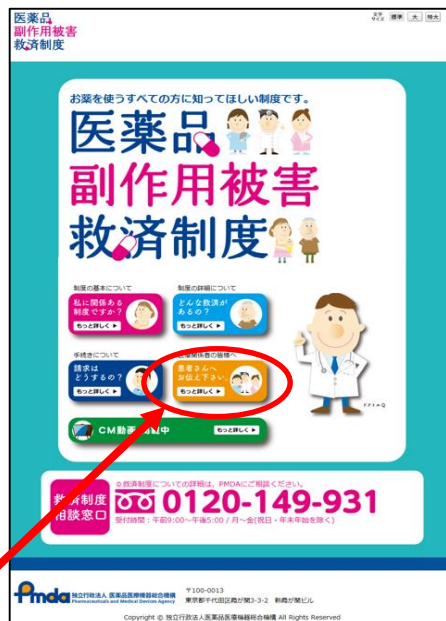 医薬品
副作用被害
救済制度
文字
サイズ 標準 大 特大
お薬を使うすべての方に知ってほしい制度です。
医薬品
副作用被害
救済制度
制度の基本について
私に関係ある
制度ですか?
もっと詳しく ▶
制度の詳細について
どんな救済が
あるの?
もっと詳しく ▶
手続きについて
請求は
どうするの?
もっと詳しく ▶
医療関係者の皆様へ
患者さんへ
お伝え下さい。
もっと詳しく ▶
ドクトルQ
CM動画 中
もっと詳しく ▶
救済制度
相談窓口
救済制度についての詳細は、PMDAにご相談ください。
0120-149-931
受付時間:午前9:00~午後5:00 / 月~金(祝日・年末年始を除く)
Pmda 独立行政法人 医薬品医療機器総合機構
Pharmaceuticals and Medical Devices Agency
〒100-0013
東京都千代田区霞が関3-3-2 新霞が関ビル
Copyright © 独立行政法人医薬品医療機器総合機構 All Rights Reserved